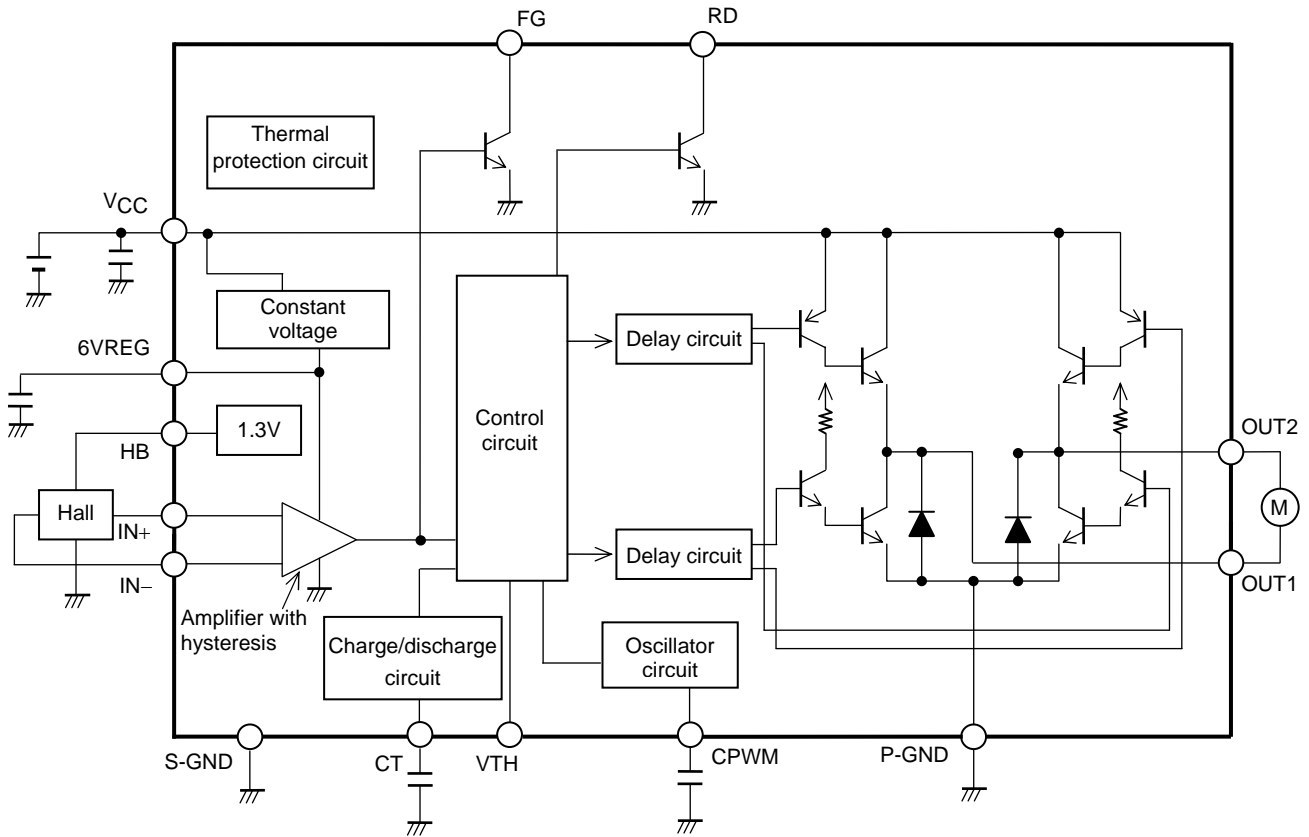 FG
RD
Thermal
protection circuit
VCC
Constant
voltage
6VREG
Delay circuit
1.3V
HB
Control
circuit
OUT2
Hall
IN+
M
IN−
Delay circuit
OUT1
Amplifier with
hysteresis
Charge/discharge
circuit
Oscillator
circuit
S-GND
CT
VTH
CPWM
P-GND